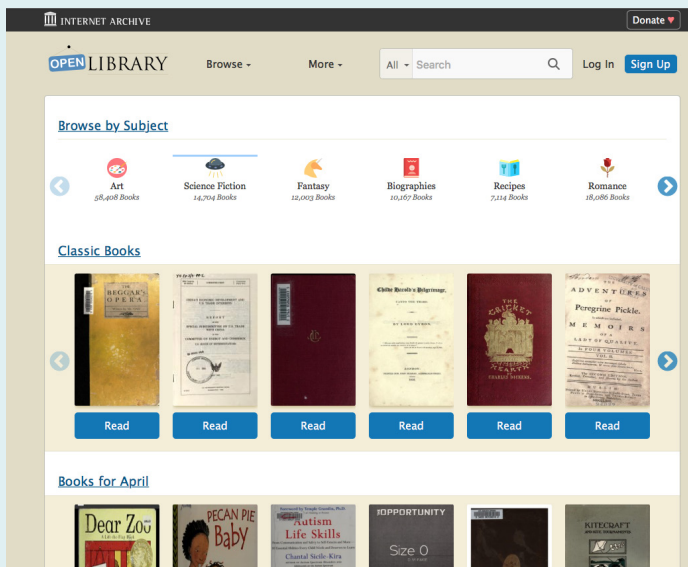 INTERNET ARCHIVE
Donate ♥
OPEN LIBRARY
Browse
More
All
Search
Log In
Sign Up
Browse by Subject
Art
58,408 Books
Science Fiction
14,704 Books
Fantasy
12,003 Books
Biographies
10,167 Books
Recipes
7,114 Books
Romance
18,086 Books
Classic Books
THE
BEGGAR'S
OPERA
REPORT
Childe Harold's Pilgrimage,
BY LORD BYRON.
THE
CRICKET
HEARTH
CHARLES DICKENS.
ADVENTURES
OF
Peregrine Pickle.
MEMOIRS
OF A
LADY OF QUALITY.
Read
Read
Read
Read
Read
Read
Books for April
Dear Zoo
PECAN PIE
Baby
Autism
Life Skills
Chantal Sicile-Kira
OPPORTUNITY
Size 0
KITECRAFT